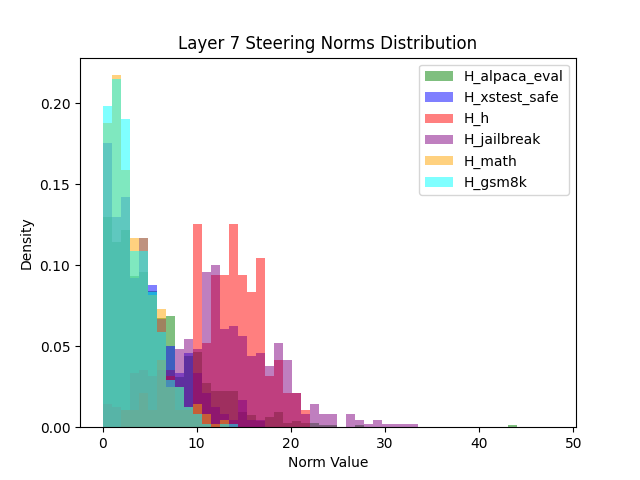 Layer 7 Steering Norms Distribution
H_alpaca_eval
H_xstest_safe
H_h
H_jailbreak
H_math
H_gsm8k
Density
0.20
0.15
0.10
0.05
0.00
0 10 20 30 40 50
Norm Value